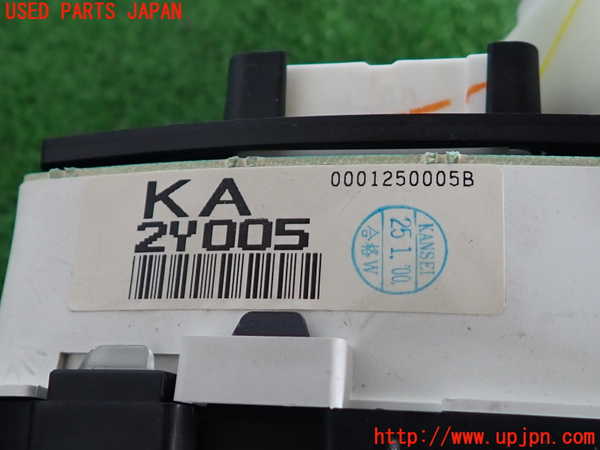 USED PARTS JAPAN
KA
2Y005
0001250005B
KANSEI
25.1.'00.
合格W
http://www.upjpn.com/